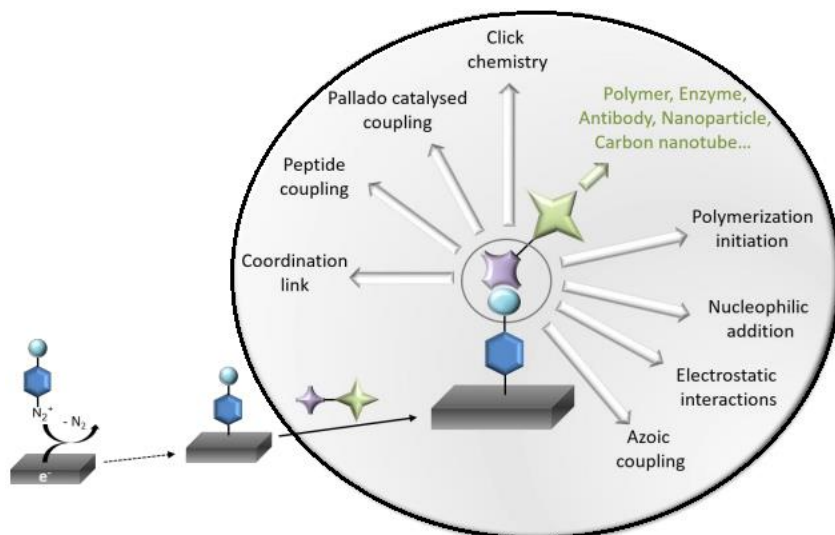 Click
chemistry
Pallado catalysed
coupling
Polymer, Enzyme,
Antibody, Nanoparticle,
Carbon nanotube…
Peptide
coupling
Polymerization
initiation
Coordination
link
Nucleophilic
addition
Electrostatic
interactions
Azoic
coupling
N₂⁺
- N₂
e⁻